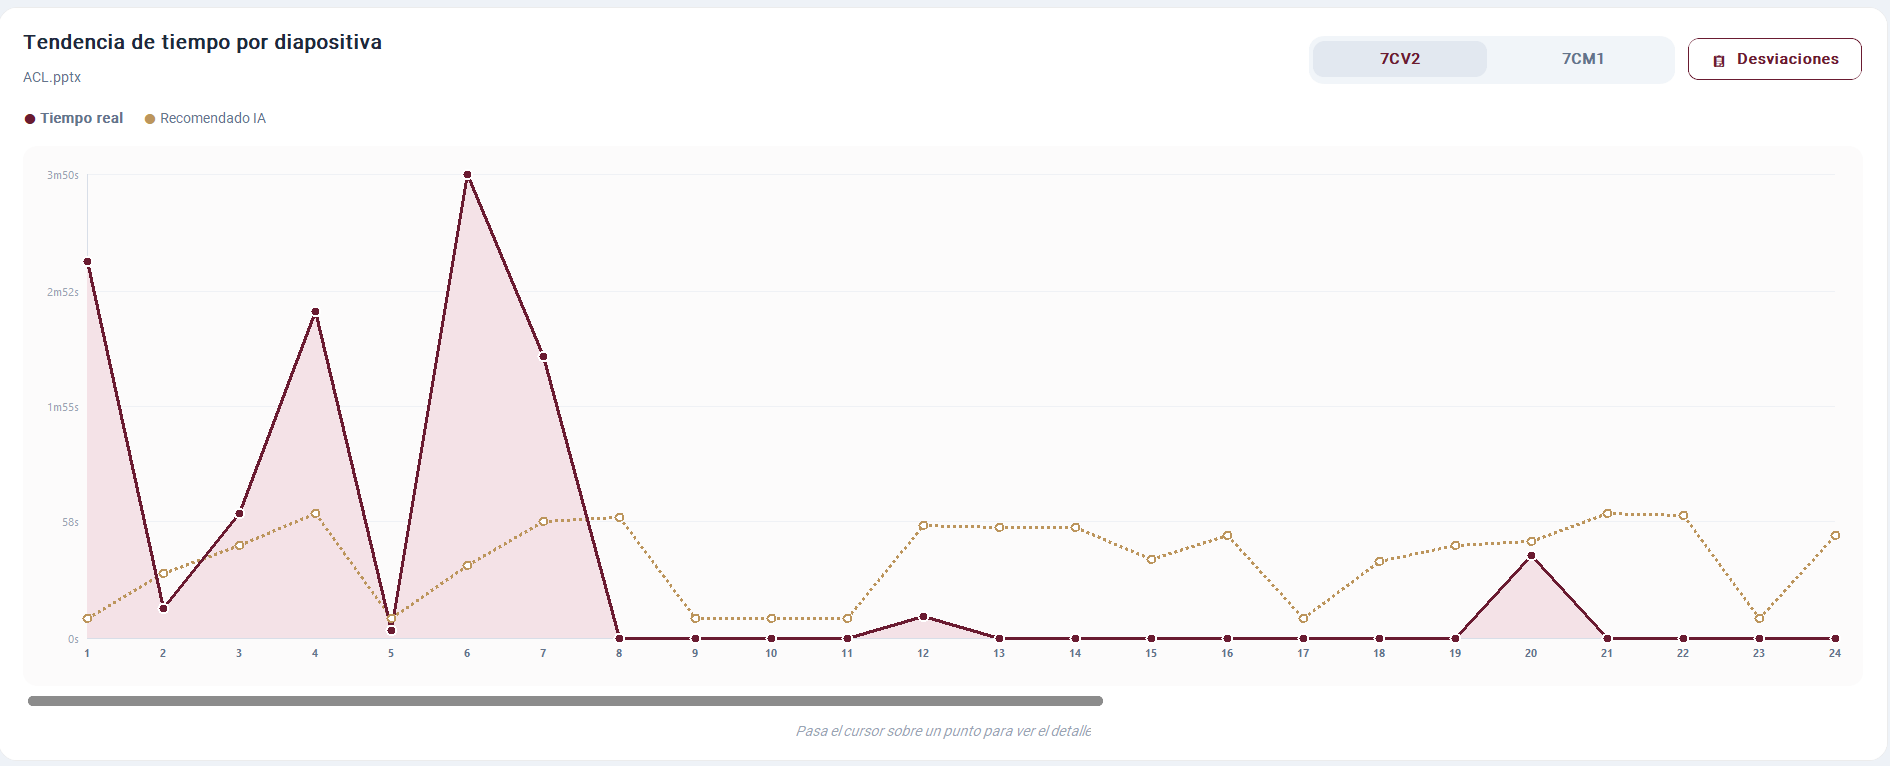 Tendencia de tiempo por diapositiva
ACL.pptx
7CV2 7CM1 Desviaciones
Tiempo real Recomendado IA
3m50s
2m52s
1m55s
58s
0s
1 2 3 4 5 6 7 8 9 10 11 12 13 14 15 16 17 18 19 20 21 22 23 24
Pasa el cursor sobre un punto para ver el detalle